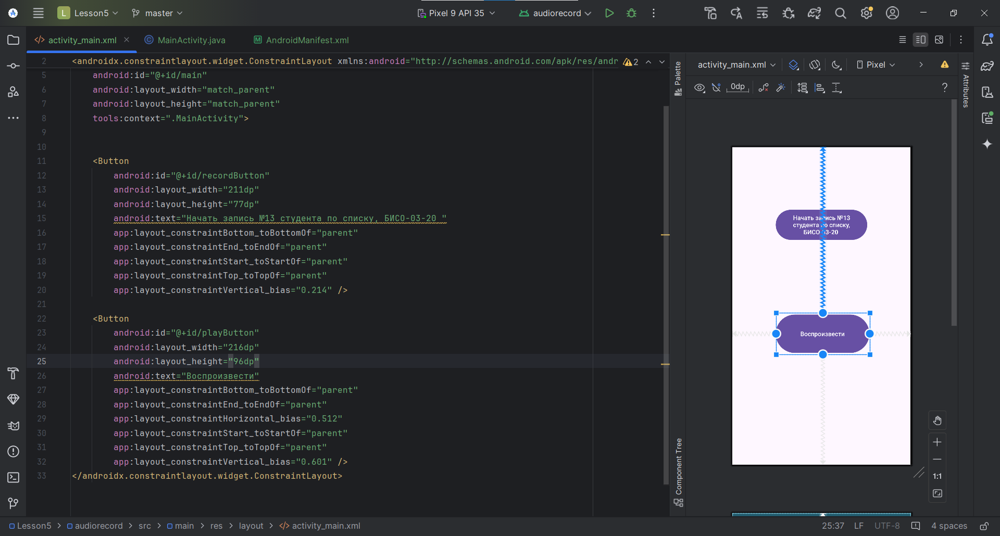 L Lesson5 master Pixel 9 API 35 audiorecord
activity_main.xml MainActivity.java AndroidManifest.xml
2 <androidx.constraintlayout.widget.ConstraintLayout xmlns:android="http://schemas.android.com/apk/res/andr 2
5 android:id="@+id/main"
6 android:layout_width="match_parent"
7 android:layout_height="match_parent"
8 tools:context=".MainActivity">
9
10
11 <Button
12 android:id="@+id/recordButton"
13 android:layout_width="211dp"
14 android:layout_height="77dp"
15 android:text="Начать запись №13 студента по списку, БИСО-03-20 "
16 app:layout_constraintBottom_toBottomOf="parent"
17 app:layout_constraintEnd_toEndOf="parent"
18 app:layout_constraintStart_toStartOf="parent"
19 app:layout_constraintTop_toTopOf="parent"
20 app:layout_constraintVertical_bias="0.214" />
21
22 <Button
23 android:id="@+id/playButton"
24 android:layout_width="216dp"
25 android:layout_height="96dp"
26 android:text="Воспроизвести"
27 app:layout_constraintBottom_toBottomOf="parent"
28 app:layout_constraintEnd_toEndOf="parent"
29 app:layout_constraintHorizontal_bias="0.512"
30 app:layout_constraintStart_toStartOf="parent"
31 app:layout_constraintTop_toTopOf="parent"
32 app:layout_constraintVertical_bias="0.601" />
33 </androidx.constraintlayout.widget.ConstraintLayout>
Palette
Component Tree
activity_main.xml Pixel
0dp ?
Attributes
Начать запись №13
студента по списку,
БИСО-03-20
Воспроизвести
1:1
Lesson5 > audiorecord > src > main > res > layout > activity_main.xml
25:37 LF UTF-8 4 spaces